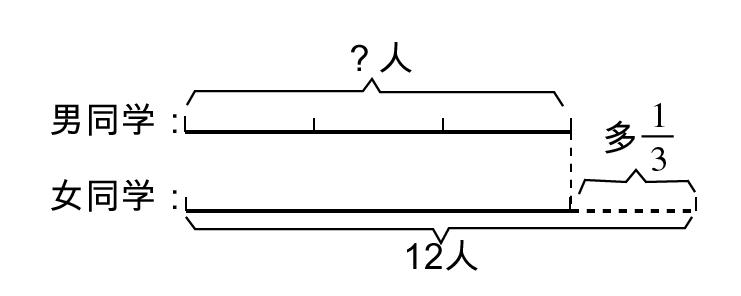 ? 人
男同学 :
多 1/3
女同学 :
12人